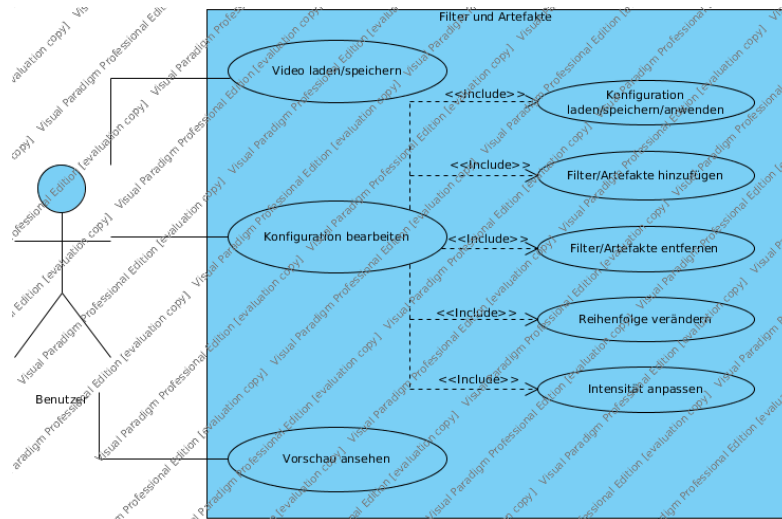 Filter und Artefakte
Video laden/speichern
<<Include>>
Konfiguration
laden/speichern/anwenden
<<Include>>
Filter/Artefakte hinzufügen
Konfiguration bearbeiten
<<Include>>
Filter/Artefakte entfernen
<<Include>>
Reihenfolge verändern
<<Include>>
Intensität anpassen
Benutzer
Vorschau ansehen
Visual Paradigm Professional Edition [evaluation copy]